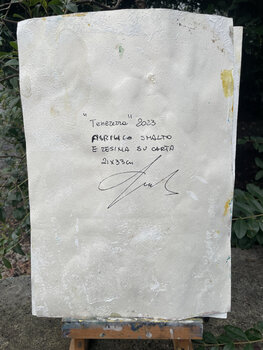 "Tenerezza" 2023
ACRILICO SMALTO
E RESINA SU CARTA
21x33cm